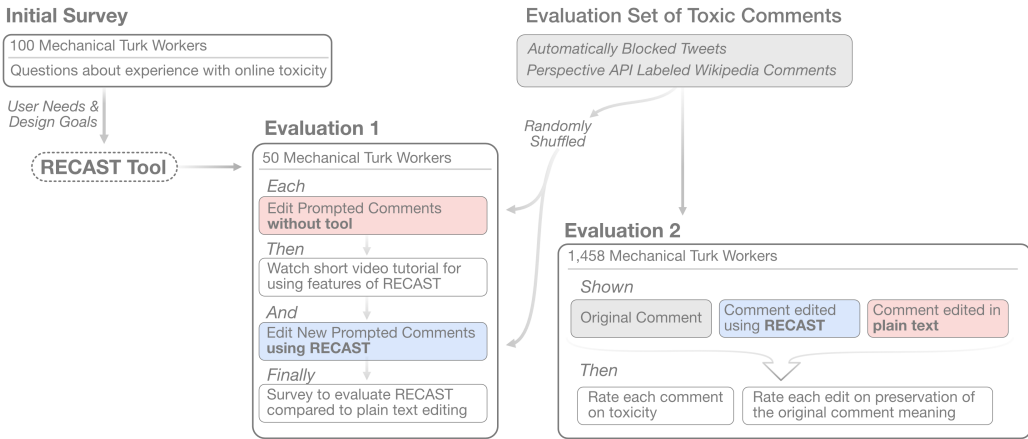 Initial Survey
100 Mechanical Turk Workers
Questions about experience with online toxicity
User Needs &
Design Goals
RECAST Tool
Evaluation 1
50 Mechanical Turk Workers
Each
Edit Prompted Comments
without tool
Then
Watch short video tutorial for
using features of RECAST
And
Edit New Prompted Comments
using RECAST
Finally
Survey to evaluate RECAST
compared to plain text editing
Evaluation Set of Toxic Comments
Automatically Blocked Tweets
Perspective API Labeled Wikipedia Comments
Randomly
Shuffled
Evaluation 2
1,458 Mechanical Turk Workers
Shown
Original Comment
Comment edited
using RECAST
Comment edited in
plain text
Then
Rate each comment
on toxicity
Rate each edit on preservation of
the original comment meaning